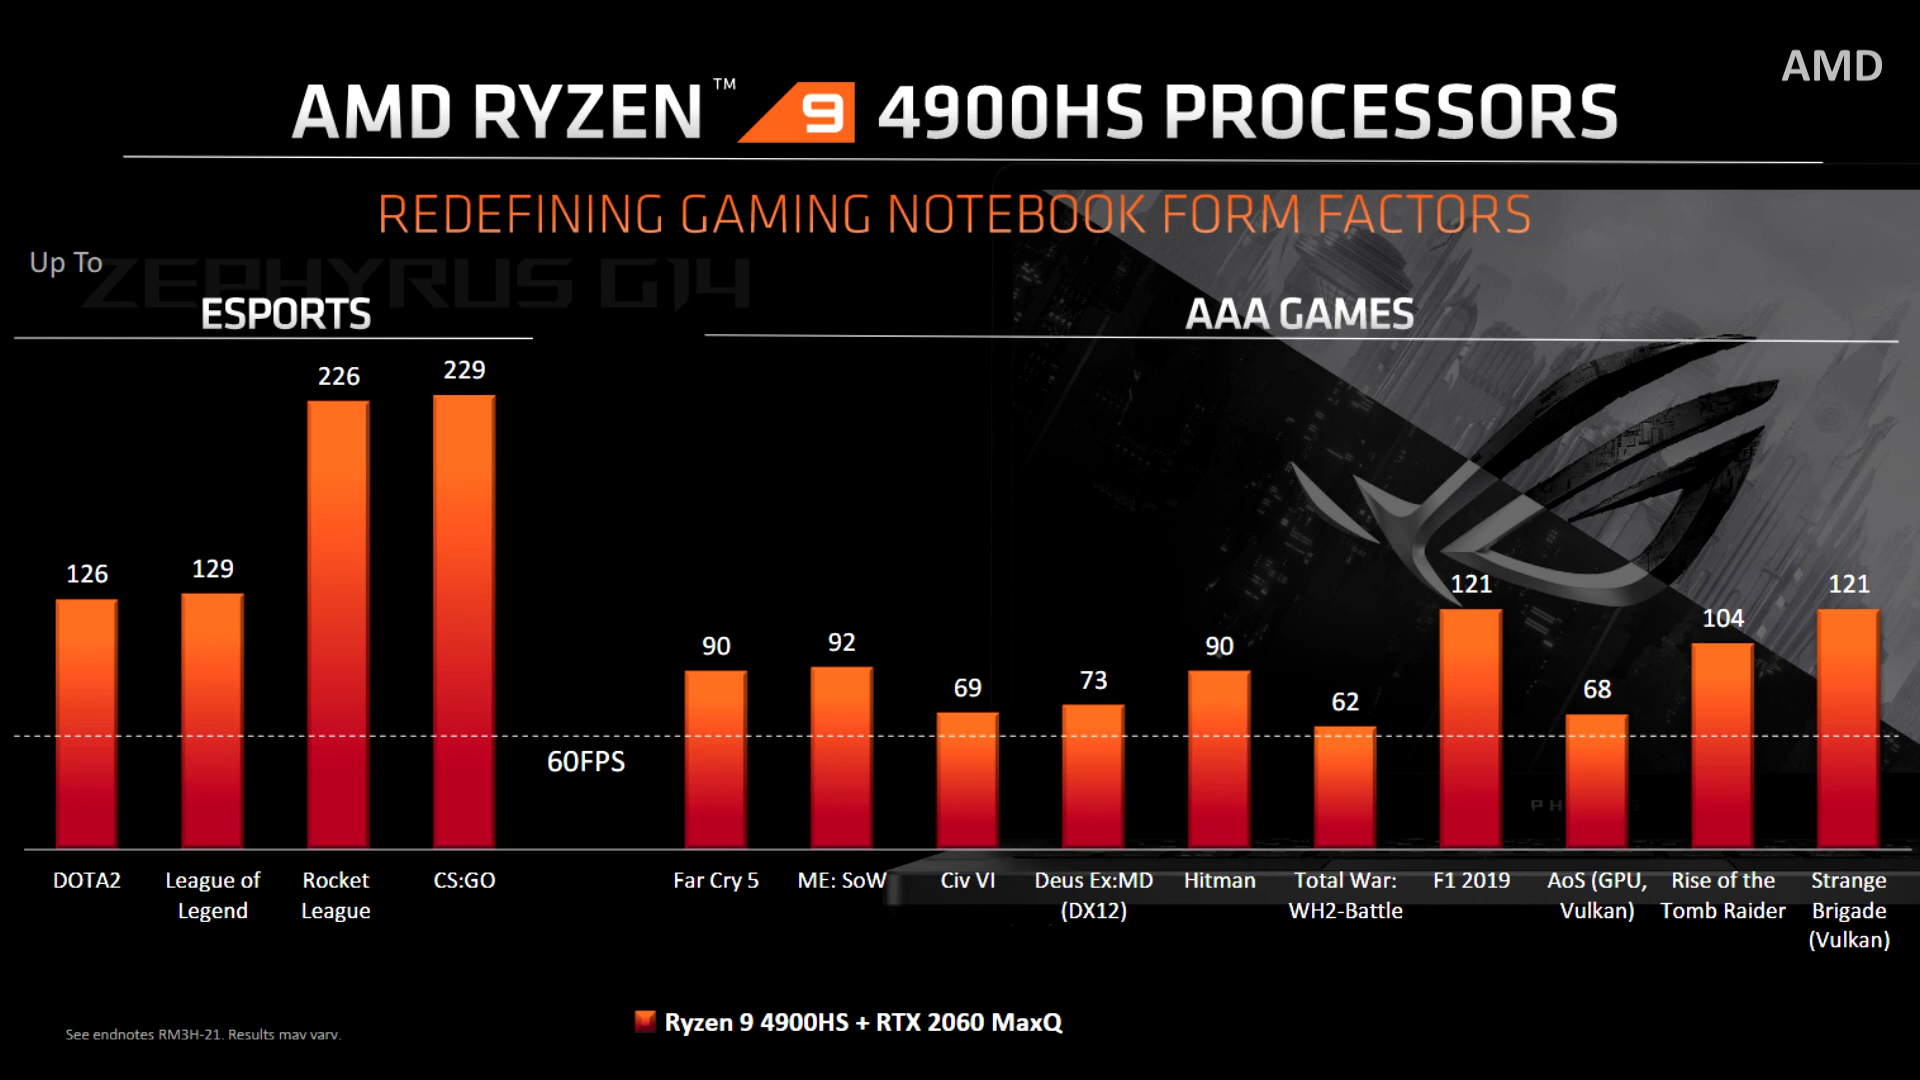 AMD
AMD RYZEN™ 9 4900HS PROCESSORS
REDEFINING GAMING NOTEBOOK FORM FACTORS
Up To
ZEPHYRUS G14
ESPORTS
AAA GAMES
126
129
226
229
90
92
69
73
90
62
121
68
104
121
60FPS
DOTA2
League of
Legend
Rocket
League
CS:GO
Far Cry 5
ME: SoW
Civ VI
Deus Ex:MD
(DX12)
Hitman
Total War:
WH2-Battle
F1 2019
AoS (GPU,
Vulkan)
Rise of the
Tomb Raider
Strange
Brigade
(Vulkan)
Ryzen 9 4900HS + RTX 2060 MaxQ
See endnotes RM3H-21. Results may vary.